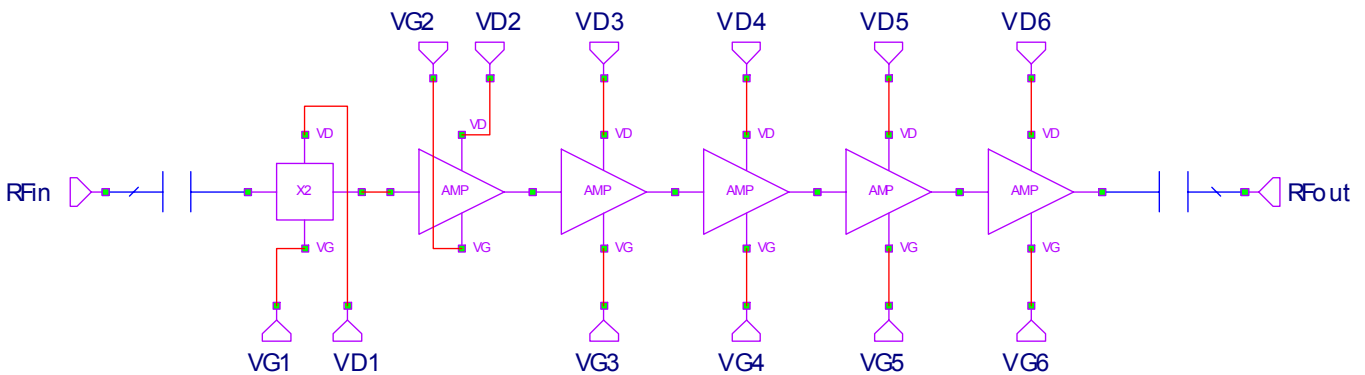 VG2 VD2 VD3 VD4 VD5 VD6
VD VD VD VD VD VD
RFin X2 AMP AMP AMP AMP AMP RFout
VG VG VG VG VG VG
VG1 VD1 VG3 VG4 VG5 VG6